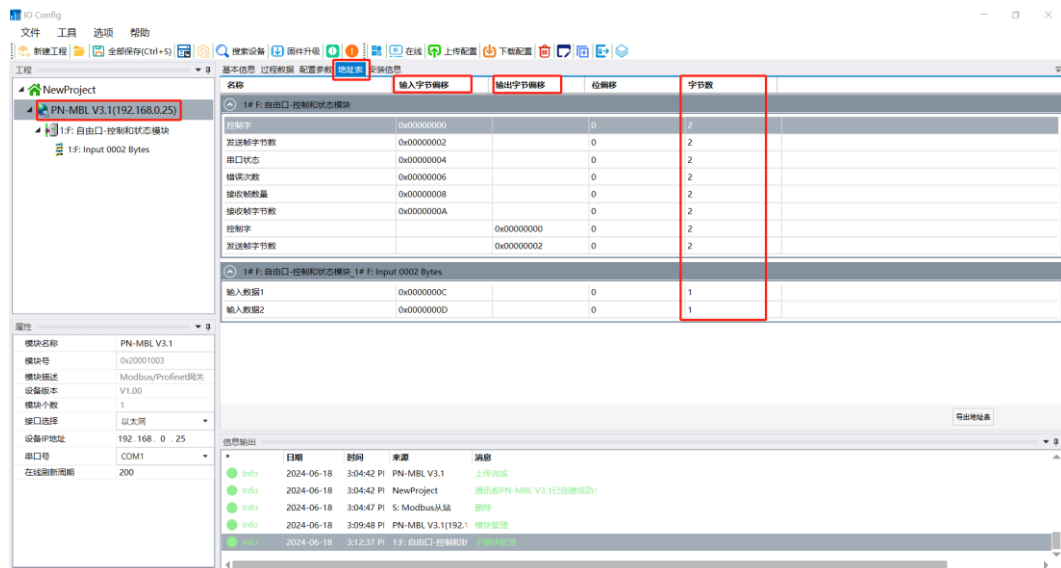 IO Config
文件 工具 选项 帮助
新建工程 全部保存(Ctrl+S) 搜索设备 固件升级 在线 上传配置 下载配置
工程
NewProject
PN-MBL V3.1(192.168.0.25)
1:F: 自由口-控制和状态模块
1:F: Input 0002 Bytes
基本信息 过程数据 配置参数 地址表 安装信息
名称 输入字节偏移 输出字节偏移 位偏移 字节数
1# F: 自由口-控制和状态模块
控制字 0x00000000 0 2
发送帧字节数 0x00000002 0 2
串口状态 0x00000004 0 2
错误次数 0x00000006 0 2
接收帧数量 0x00000008 0 2
接收帧字节数 0x0000000A 0 2
控制字 0x00000000 0 2
发送帧字节数 0x00000002 0 2
1# F: 自由口-控制和状态模块_1# F: Input 0002 Bytes
输入数据1 0x0000000C 0 1
输入数据2 0x0000000D 0 1
导出地址表
属性
模块名称 PN-MBL V3.1
模块号 0x20001003
模块描述 Modbus/Profinet网关
设备版本 V1.00
模块个数 1
接口选择 以太网
设备IP地址 192.168. 0 .25
串口号 COM1
在线刷新周期 200
信息输出
* 日期 时间 来源 消息
Info 2024-06-18 3:04:42 PI PN-MBL V3.1 上传完成
Info 2024-06-18 3:04:42 PI NewProject 通讯板PN-MBL V3.1已创建成功!
Info 2024-06-18 3:04:47 PI S: Modbus从站 删除
Info 2024-06-18 3:09:48 PI PN-MBL V3.1(192.1 模块管理
Info 2024-06-18 3:12:37 PI 1:F: 自由口-控制和状 子模块管理